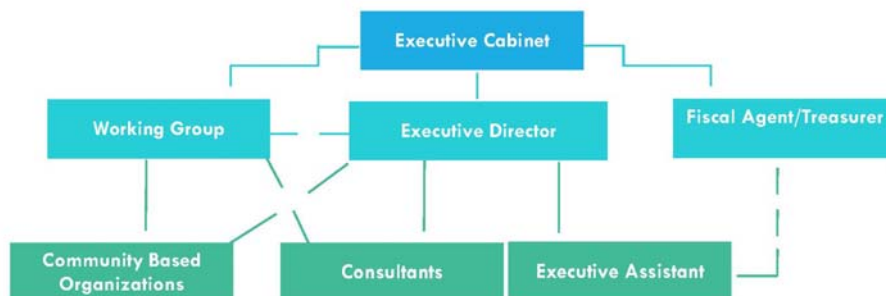 Executive Cabinet
Working Group
Executive Director
Fiscal Agent/Treasurer
Community Based
Organizations
Consultants
Executive Assistant